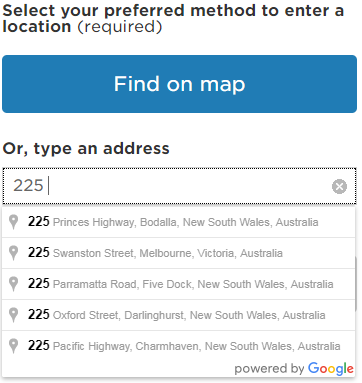 Select your preferred method to enter a
location (required)
Find on map
Or, type an address
225
225 Princes Highway, Bodalla, New South Wales, Australia
225 Swanston Street, Melbourne, Victoria, Australia
225 Parramatta Road, Five Dock, New South Wales, Australia
225 Oxford Street, Darlinghurst, New South Wales, Australia
225 Pacific Highway, Charmhaven, New South Wales, Australia
powered by Google